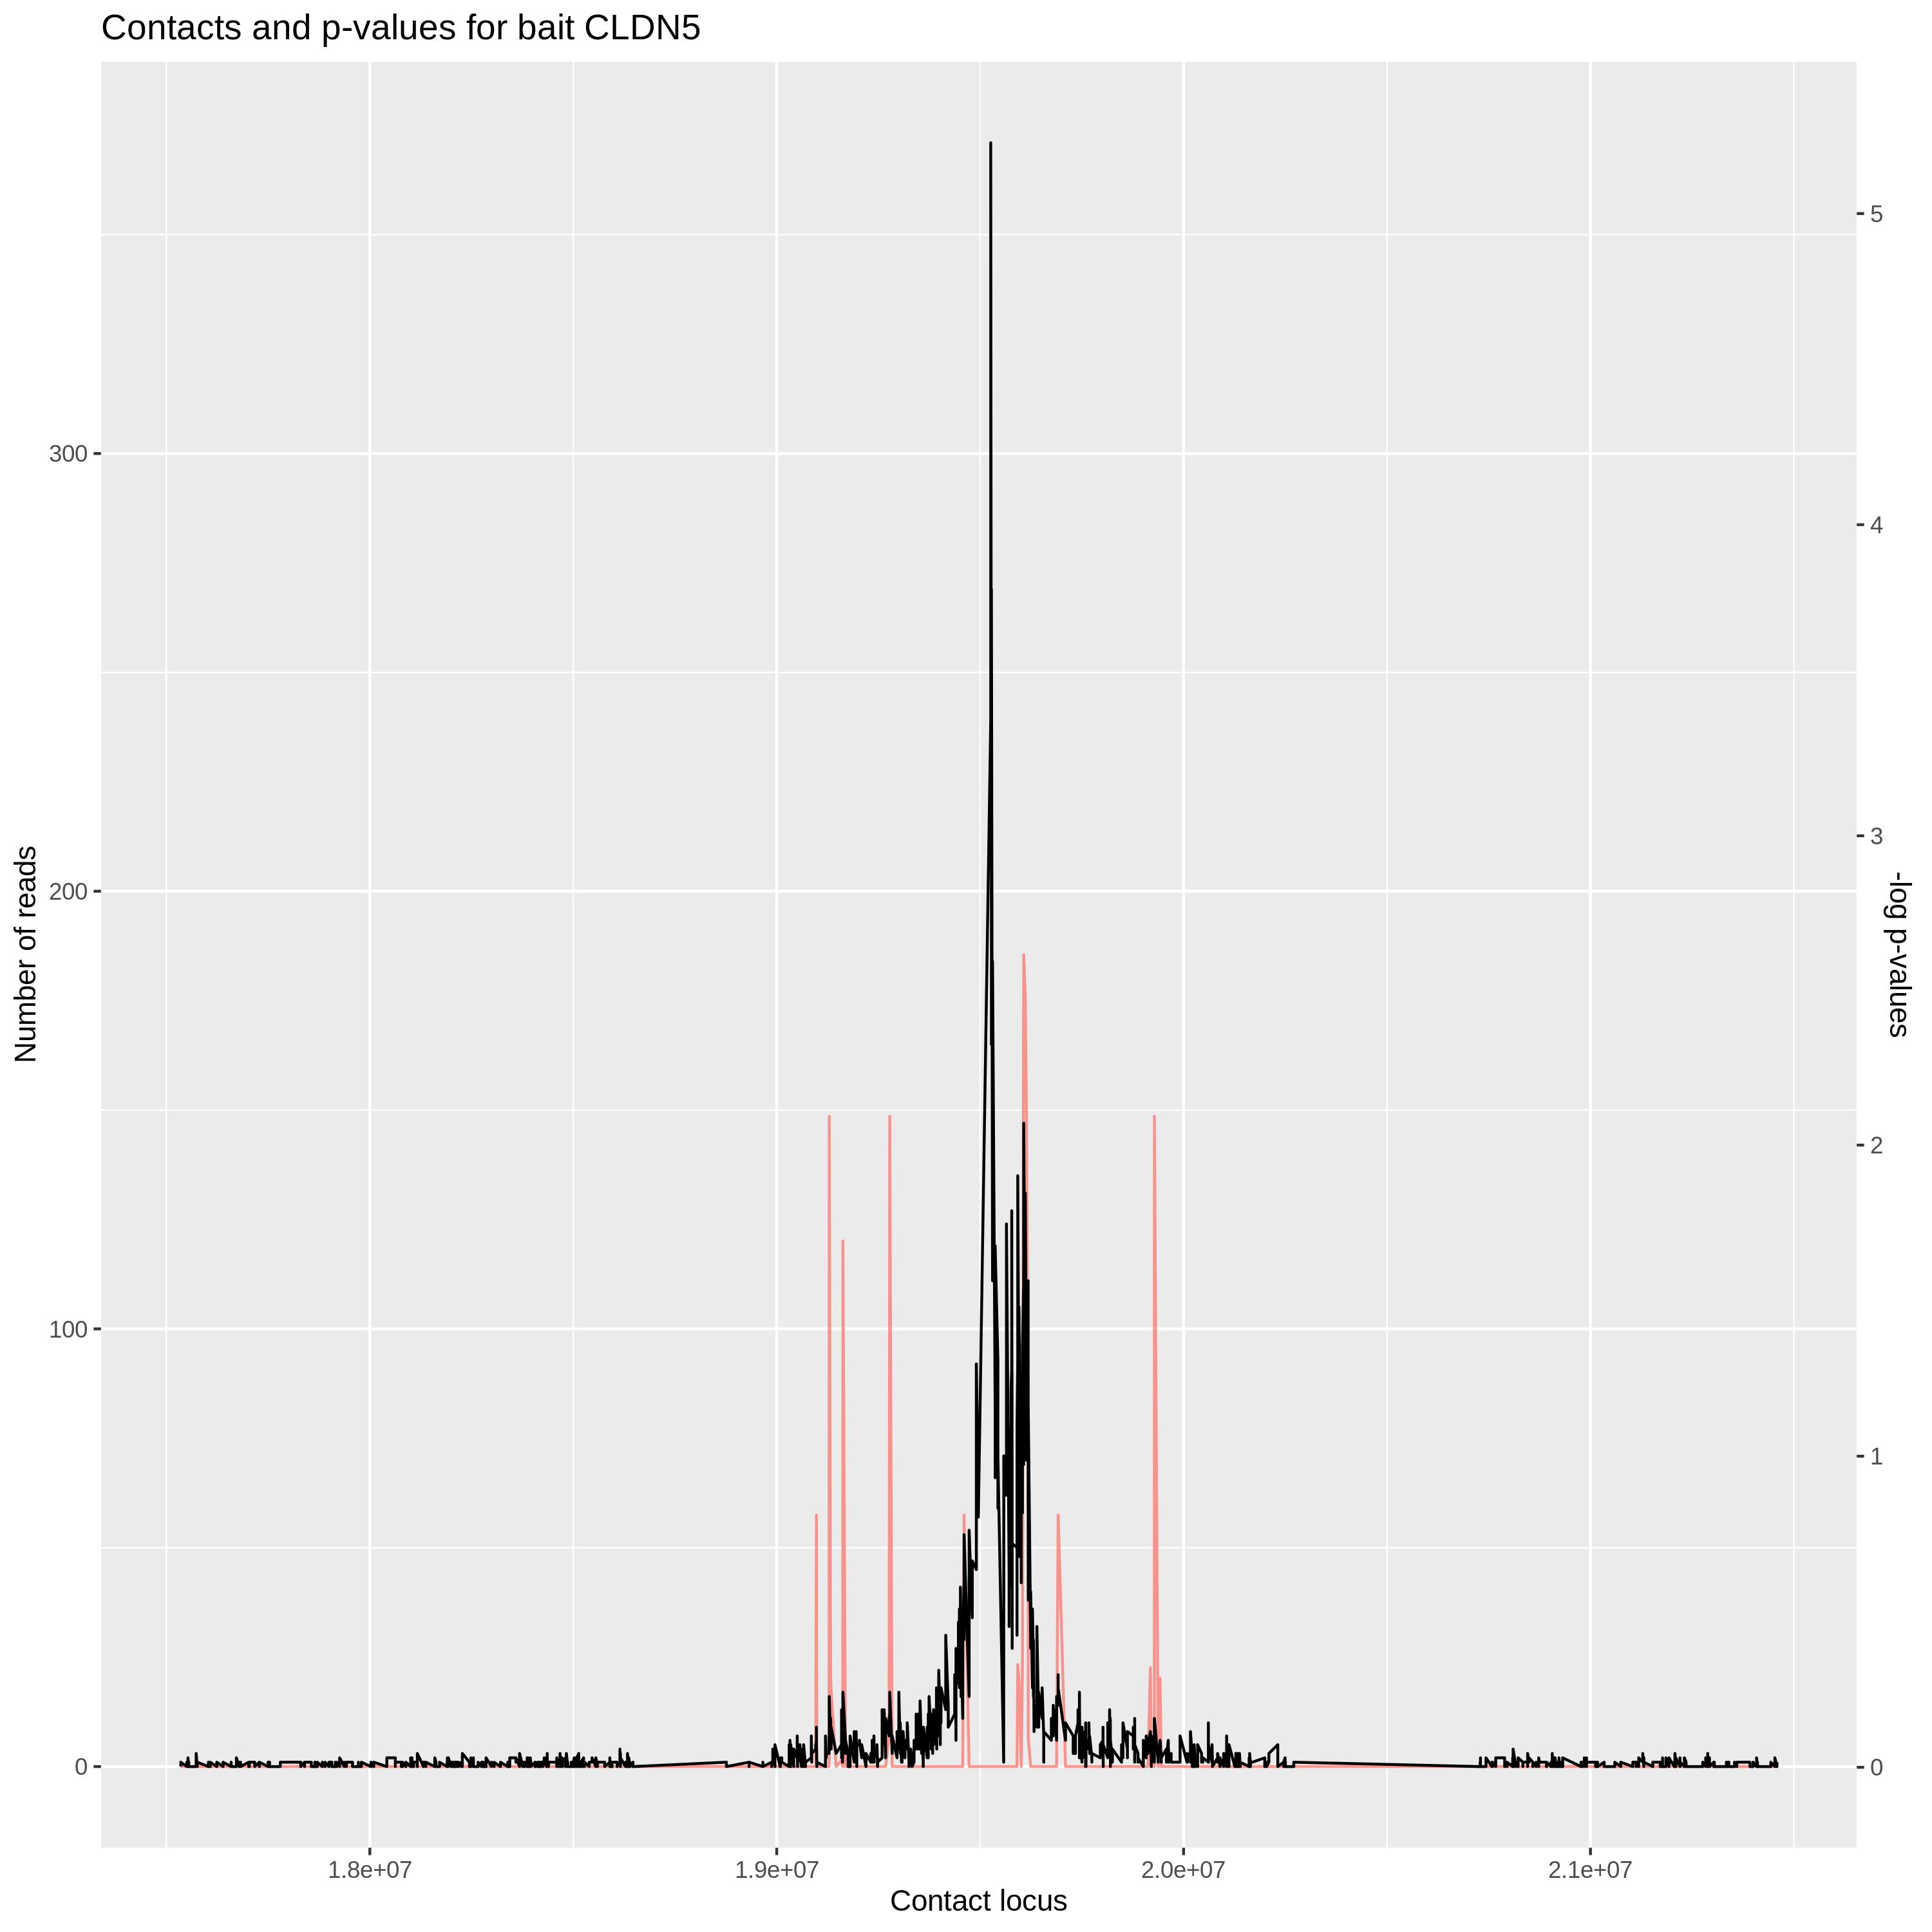 Contacts and p-values for bait CLDN5
Number of reads
300
200
100
0
5
4
3
2
1
0
-log p-values
1.8e+07
1.9e+07
2.0e+07
2.1e+07
Contact locus